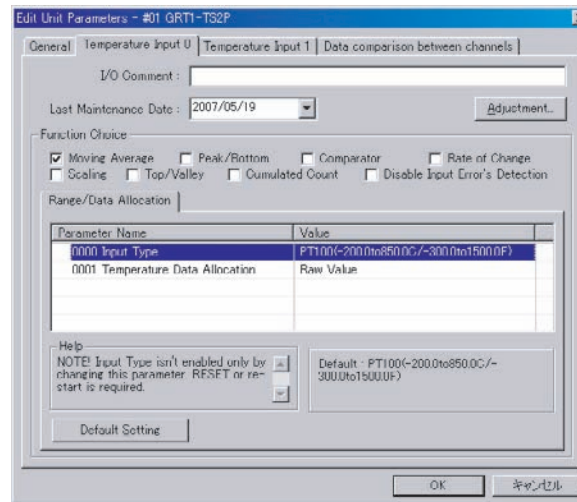 Edit Unit Parameters - #01 GRT1-TS2P
General
Temperature Input 0
Temperature Input 1
Data comparison between channels
I/O Comment :
Last Maintenance Date : 2007/05/19
Adjustment...
Function Choice
Moving Average Peak/Bottom Comparator Rate of Change
Scaling Top/Valley Cumulated Count Disable Input Error's Detection
Range/Data Allocation
Parameter Name Value
0000 Input Type PT100(-200.0to850.0C/-300.0to1500.0F)
0001 Temperature Data Allocation Raw Value
Help
NOTE! Input Type isn't enabled only by
changing this parameter. RESET or re-
start is required.
Default : PT100(-200.0to850.0C/-
300.0to1500.0F)
Default Setting
OK
キャンセル